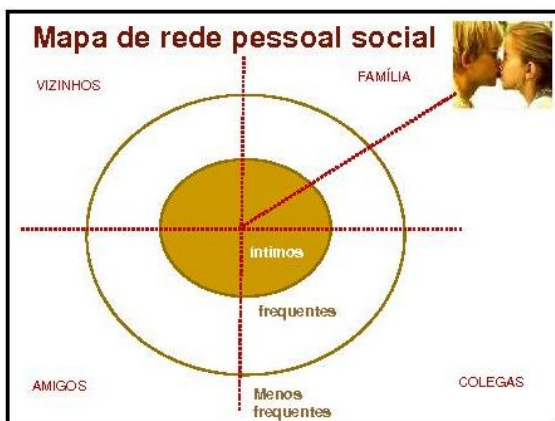 Mapa de rede pessoal social
VIZINHOS
FAMÍLIA
íntimos
frequentes
AMIGOS
Menos
frequentes
COLEGAS